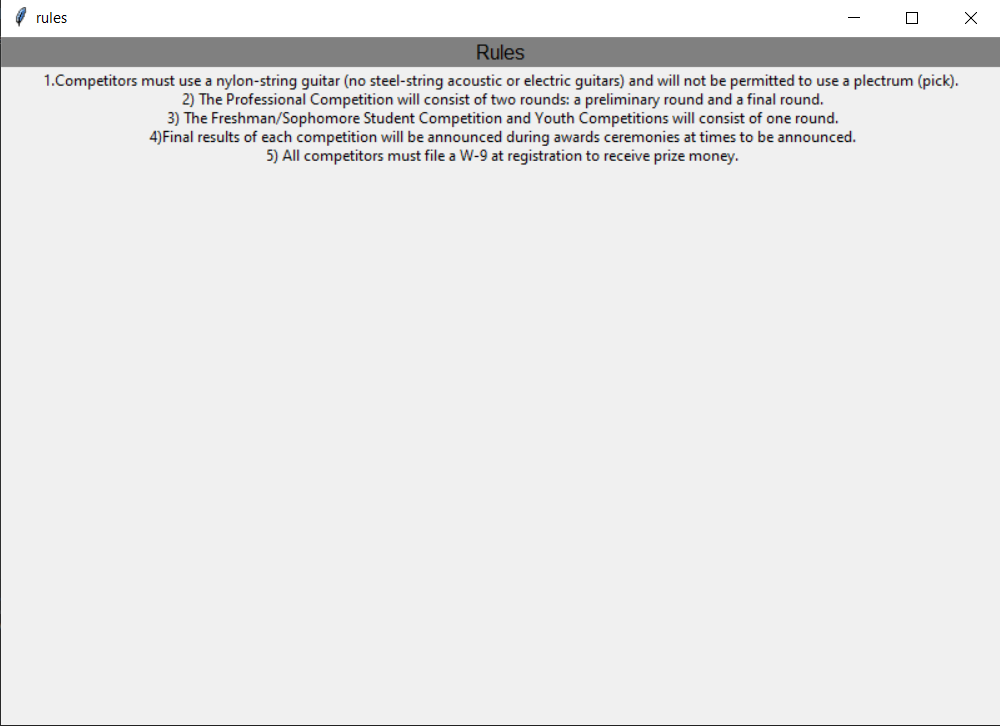 rules
Rules
1.Competitors must use a nylon-string guitar (no steel-string acoustic or electric guitars) and will not be permitted to use a plectrum (pick).
2) The Professional Competition will consist of two rounds: a preliminary round and a final round.
3) The Freshman/Sophomore Student Competition and Youth Competitions will consist of one round.
4)Final results of each competition will be announced during awards ceremonies at times to be announced.
5) All competitors must file a W-9 at registration to receive prize money.